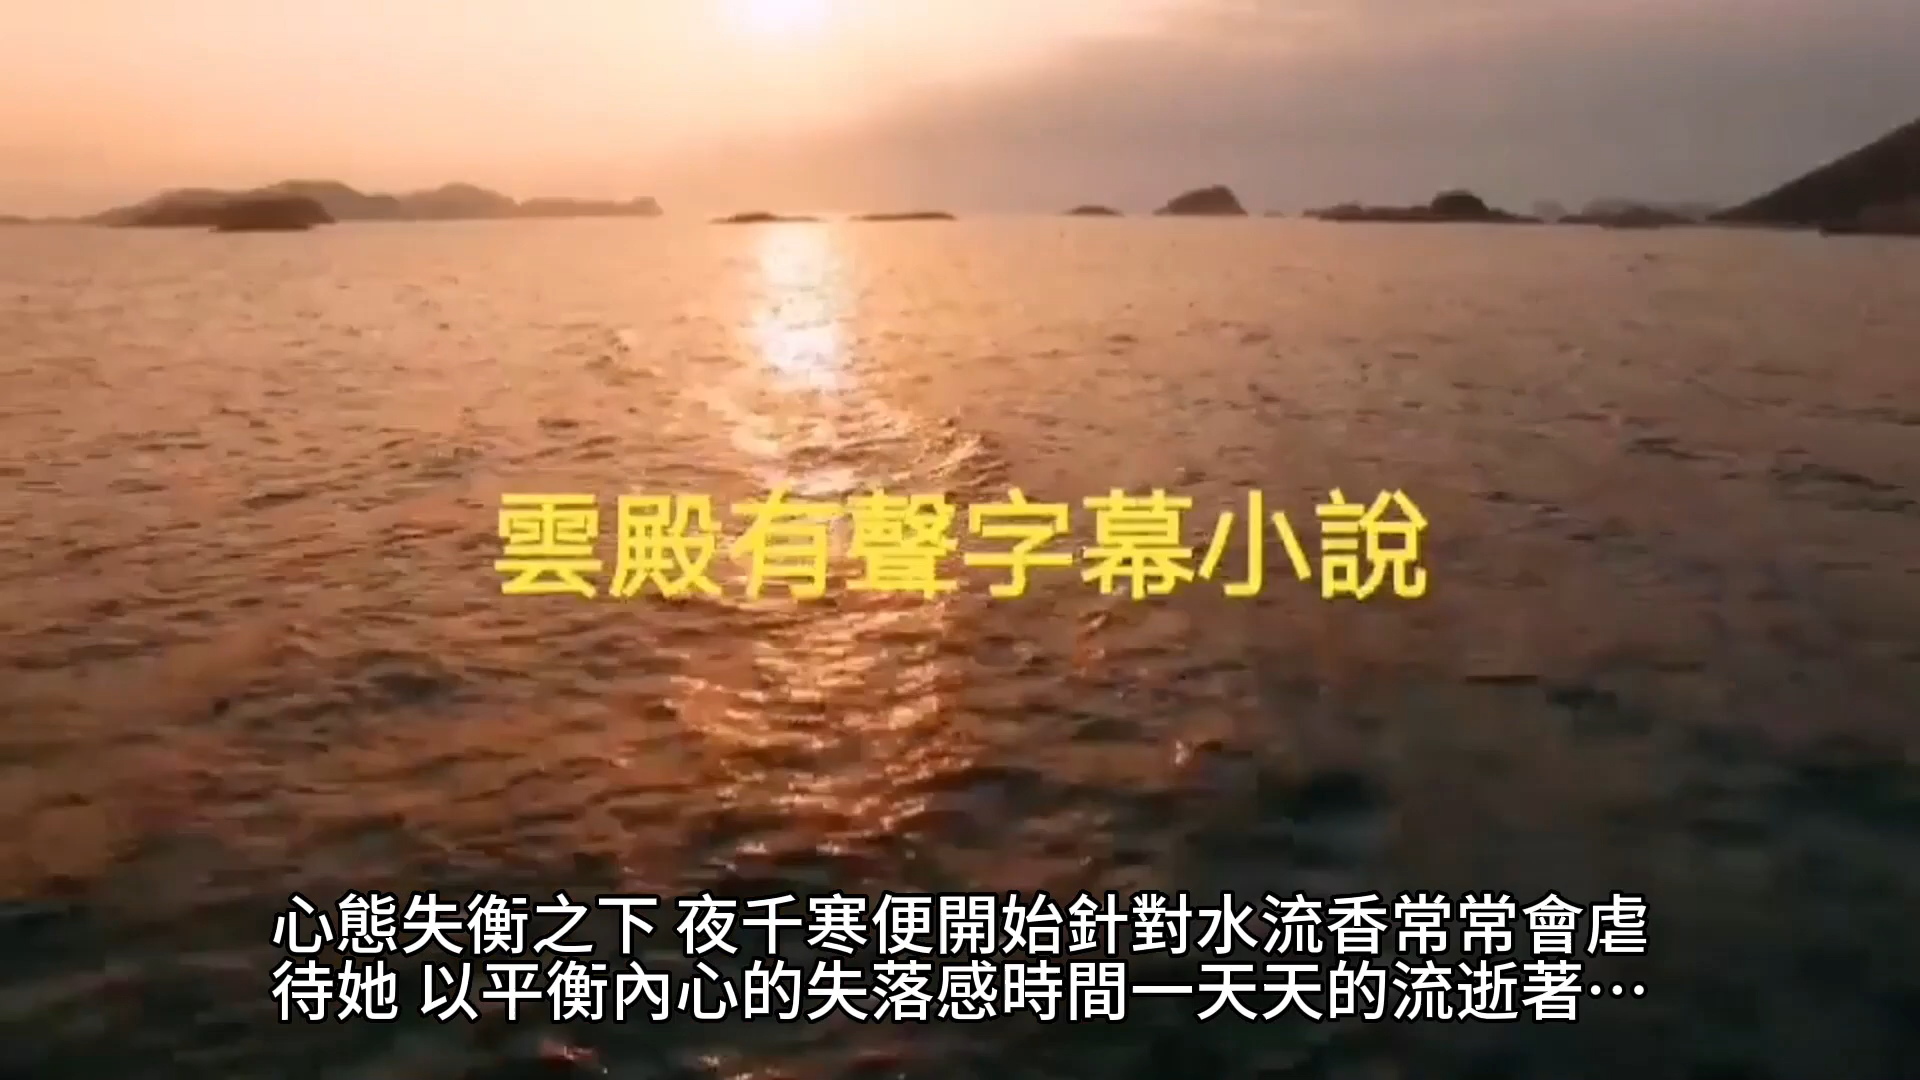 雲殿有聲字幕小說
心態失衡之下 夜千寒便開始針對水流香常常會虐
待她 以平衡內心的失落感時間一天天的流逝著…